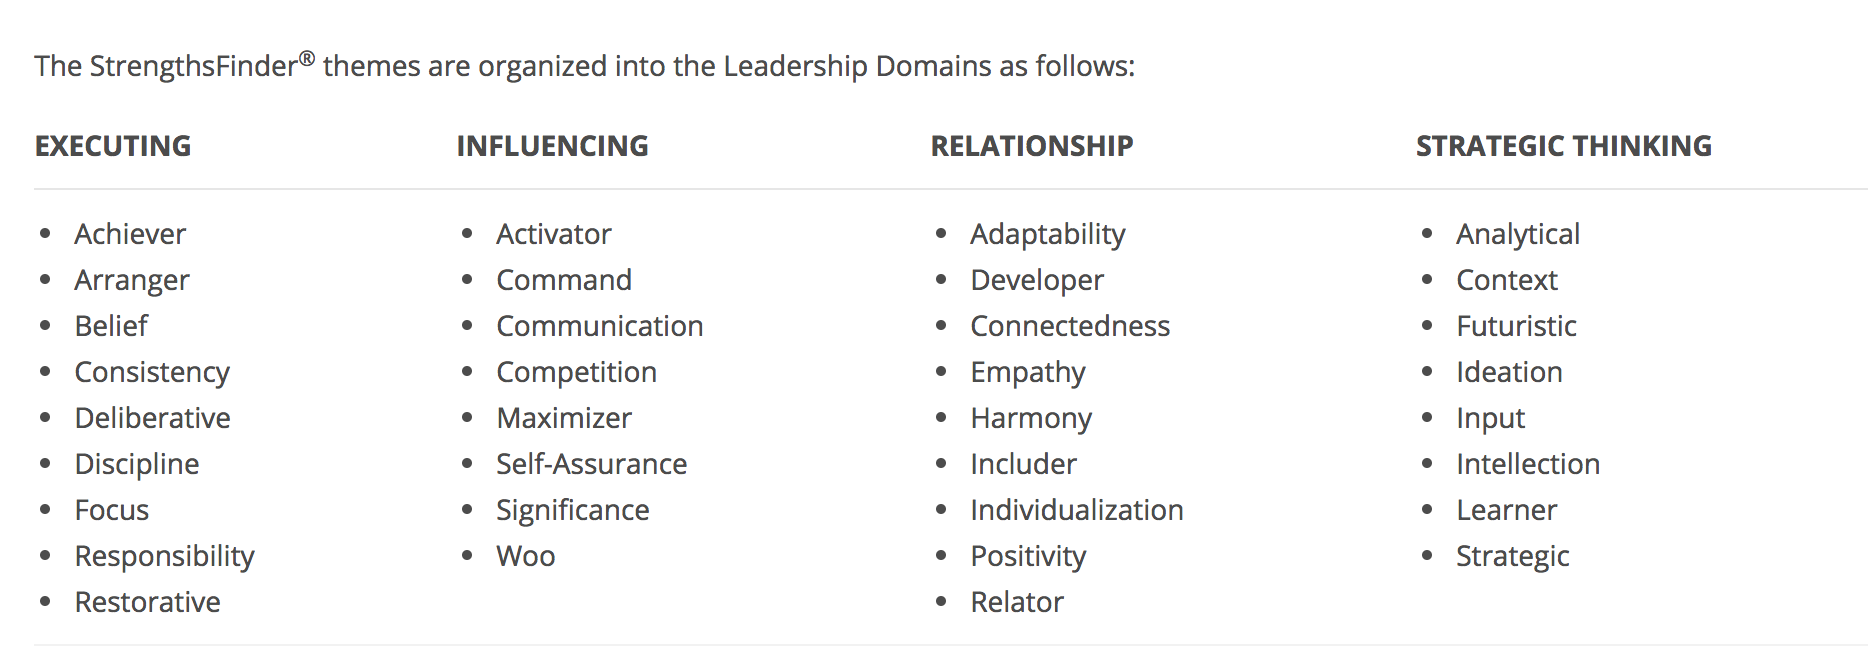 The StrengthsFinder® themes are organized into the Leadership Domains as follows:
EXECUTING
INFLUENCING
RELATIONSHIP
STRATEGIC THINKING
• Achiever
• Arranger
• Belief
• Consistency
• Deliberative
• Discipline
• Focus
• Responsibility
• Restorative
• Activator
• Command
• Communication
• Competition
• Maximizer
• Self-Assurance
• Significance
• Woo
• Adaptability
• Developer
• Connectedness
• Empathy
• Harmony
• Includer
• Individualization
• Positivity
• Relator
• Analytical
• Context
• Futuristic
• Ideation
• Input
• Intellection
• Learner
• Strategic